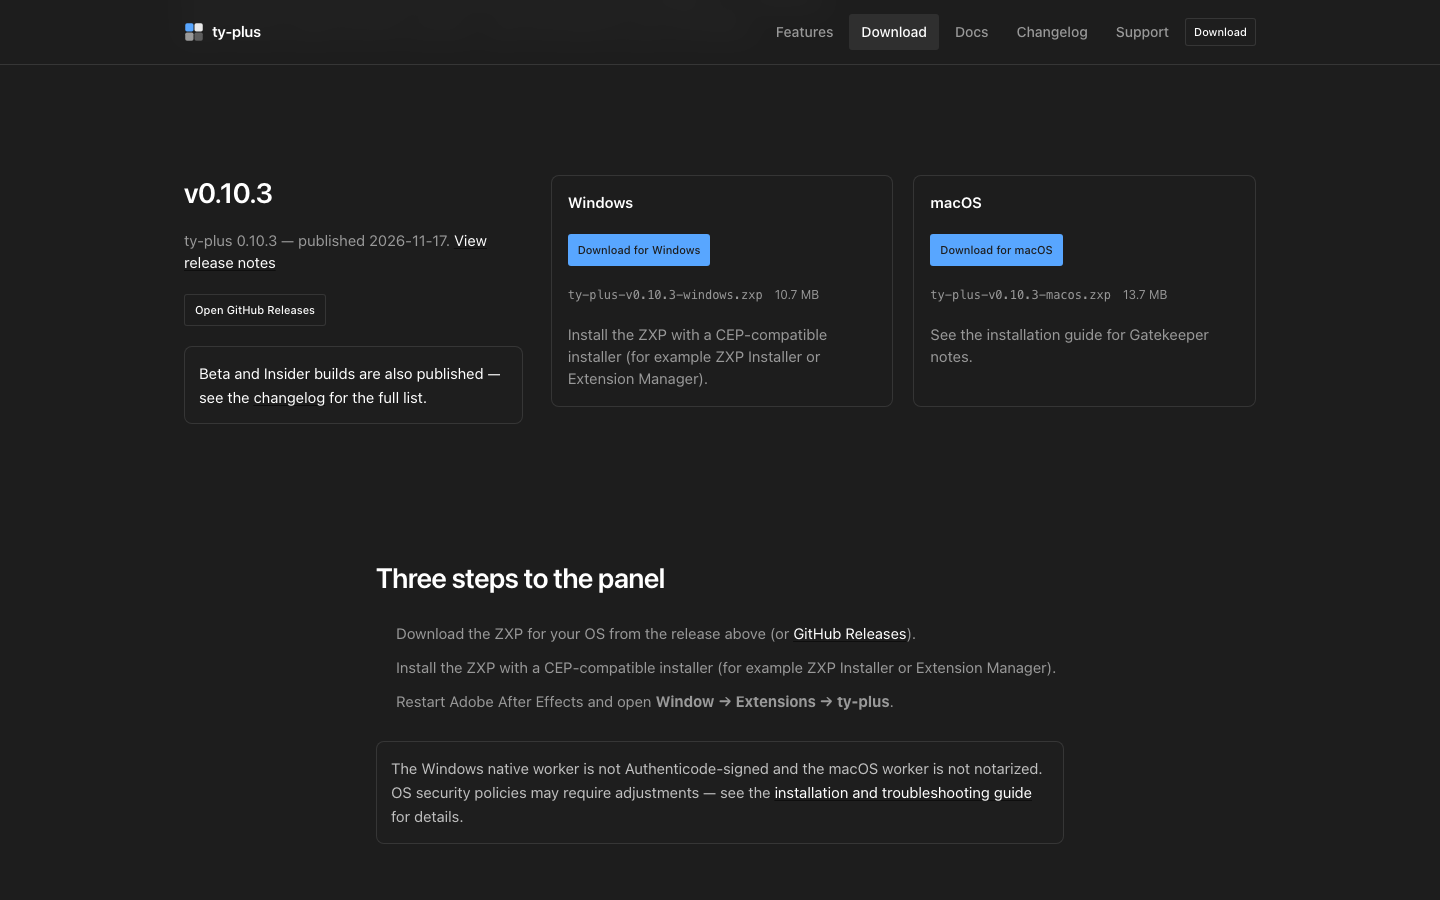 ty-plus
Features
Download
Docs
Changelog
Support
Download
v0.10.3
ty-plus 0.10.3 — published 2026-11-17. View
release notes
Open GitHub Releases
Beta and Insider builds are also published —
see the changelog for the full list.
Windows
Download for Windows
ty-plus-v0.10.3-windows.zxp 10.7 MB
Install the ZXP with a CEP-compatible
installer (for example ZXP Installer or
Extension Manager).
macOS
Download for macOS
ty-plus-v0.10.3-macos.zxp 13.7 MB
See the installation guide for Gatekeeper
notes.
Three steps to the panel
Download the ZXP for your OS from the release above (or GitHub Releases).
Install the ZXP with a CEP-compatible installer (for example ZXP Installer or Extension Manager).
Restart Adobe After Effects and open Window → Extensions → ty-plus.
The Windows native worker is not Authenticode-signed and the macOS worker is not notarized.
OS security policies may require adjustments — see the installation and troubleshooting guide
for details.